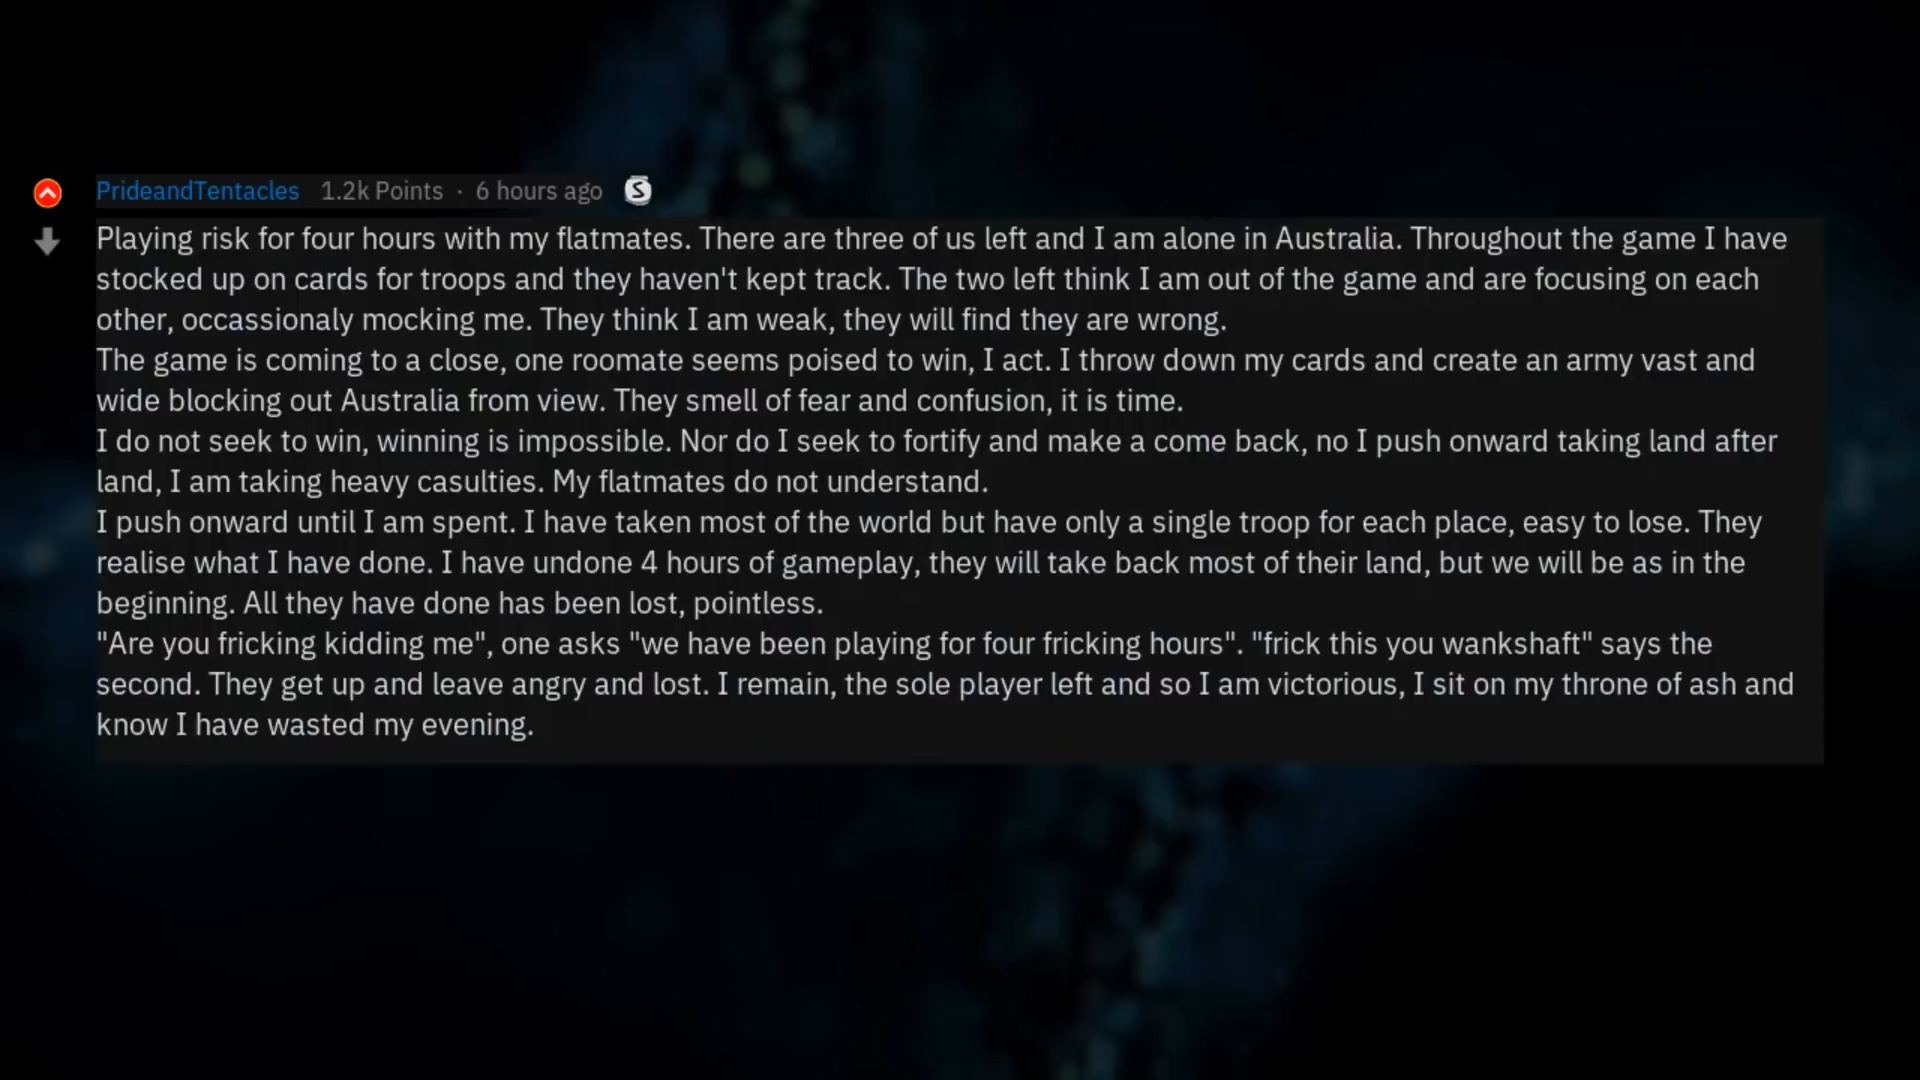 PrideandTentacles 1.2k Points · 6 hours ago S
Playing risk for four hours with my flatmates. There are three of us left and I am alone in Australia. Throughout the game I have
stocked up on cards for troops and they haven't kept track. The two left think I am out of the game and are focusing on each
other, occassionaly mocking me. They think I am weak, they will find they are wrong.
The game is coming to a close, one roomate seems poised to win, I act. I throw down my cards and create an army vast and
wide blocking out Australia from view. They smell of fear and confusion, it is time.
I do not seek to win, winning is impossible. Nor do I seek to fortify and make a come back, no I push onward taking land after
land, I am taking heavy casulties. My flatmates do not understand.
I push onward until I am spent. I have taken most of the world but have only a single troop for each place, easy to lose. They
realise what I have done. I have undone 4 hours of gameplay, they will take back most of their land, but we will be as in the
beginning. All they have done has been lost, pointless.
"Are you fricking kidding me", one asks "we have been playing for four fricking hours". "frick this you wankshaft" says the
second. They get up and leave angry and lost. I remain, the sole player left and so I am victorious, I sit on my throne of ash and
know I have wasted my evening.